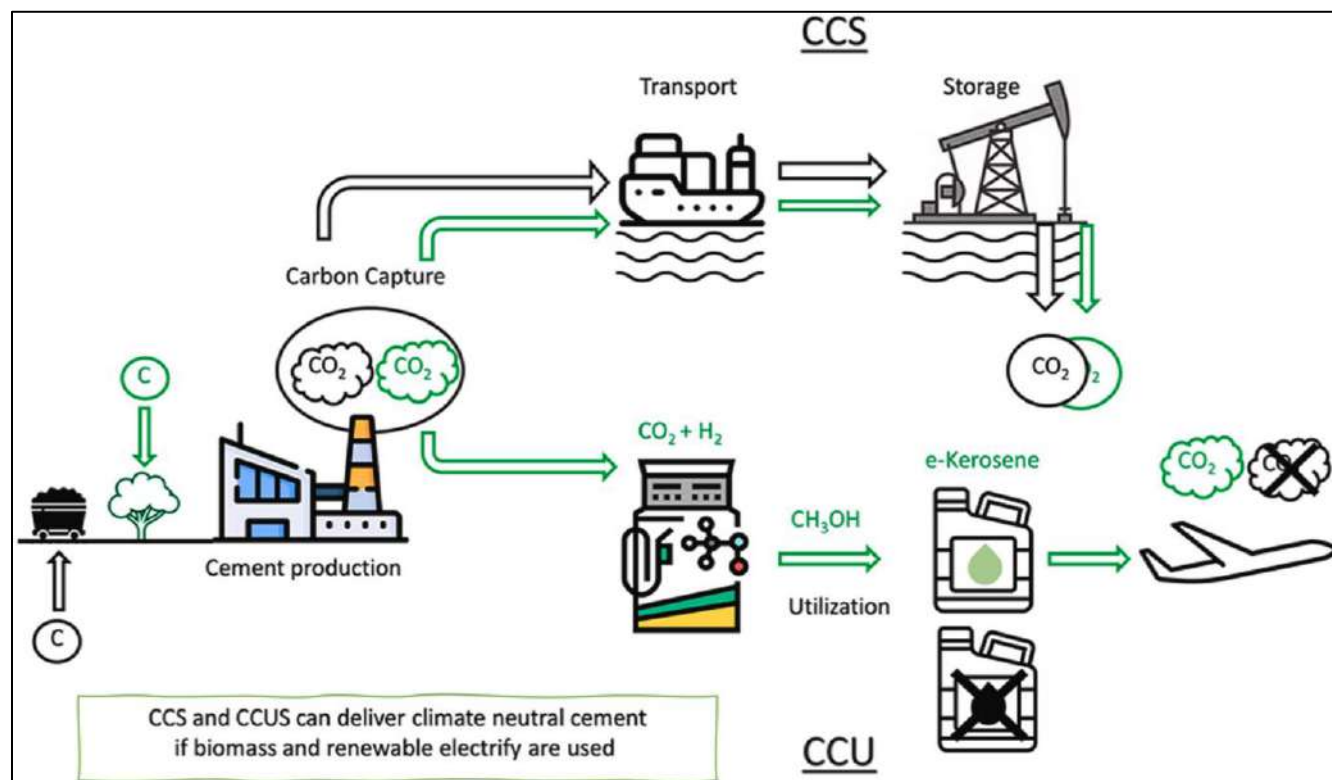 CCS
Transport
Storage
Carbon Capture
CO₂
CO₂
C
CO₂
₂
CO₂ + H₂
e-Kerosene
CO₂
CH₃OH
Cement production
Utilization
C
CCS and CCUS can deliver climate neutral cement
if biomass and renewable electrify are used
CCU